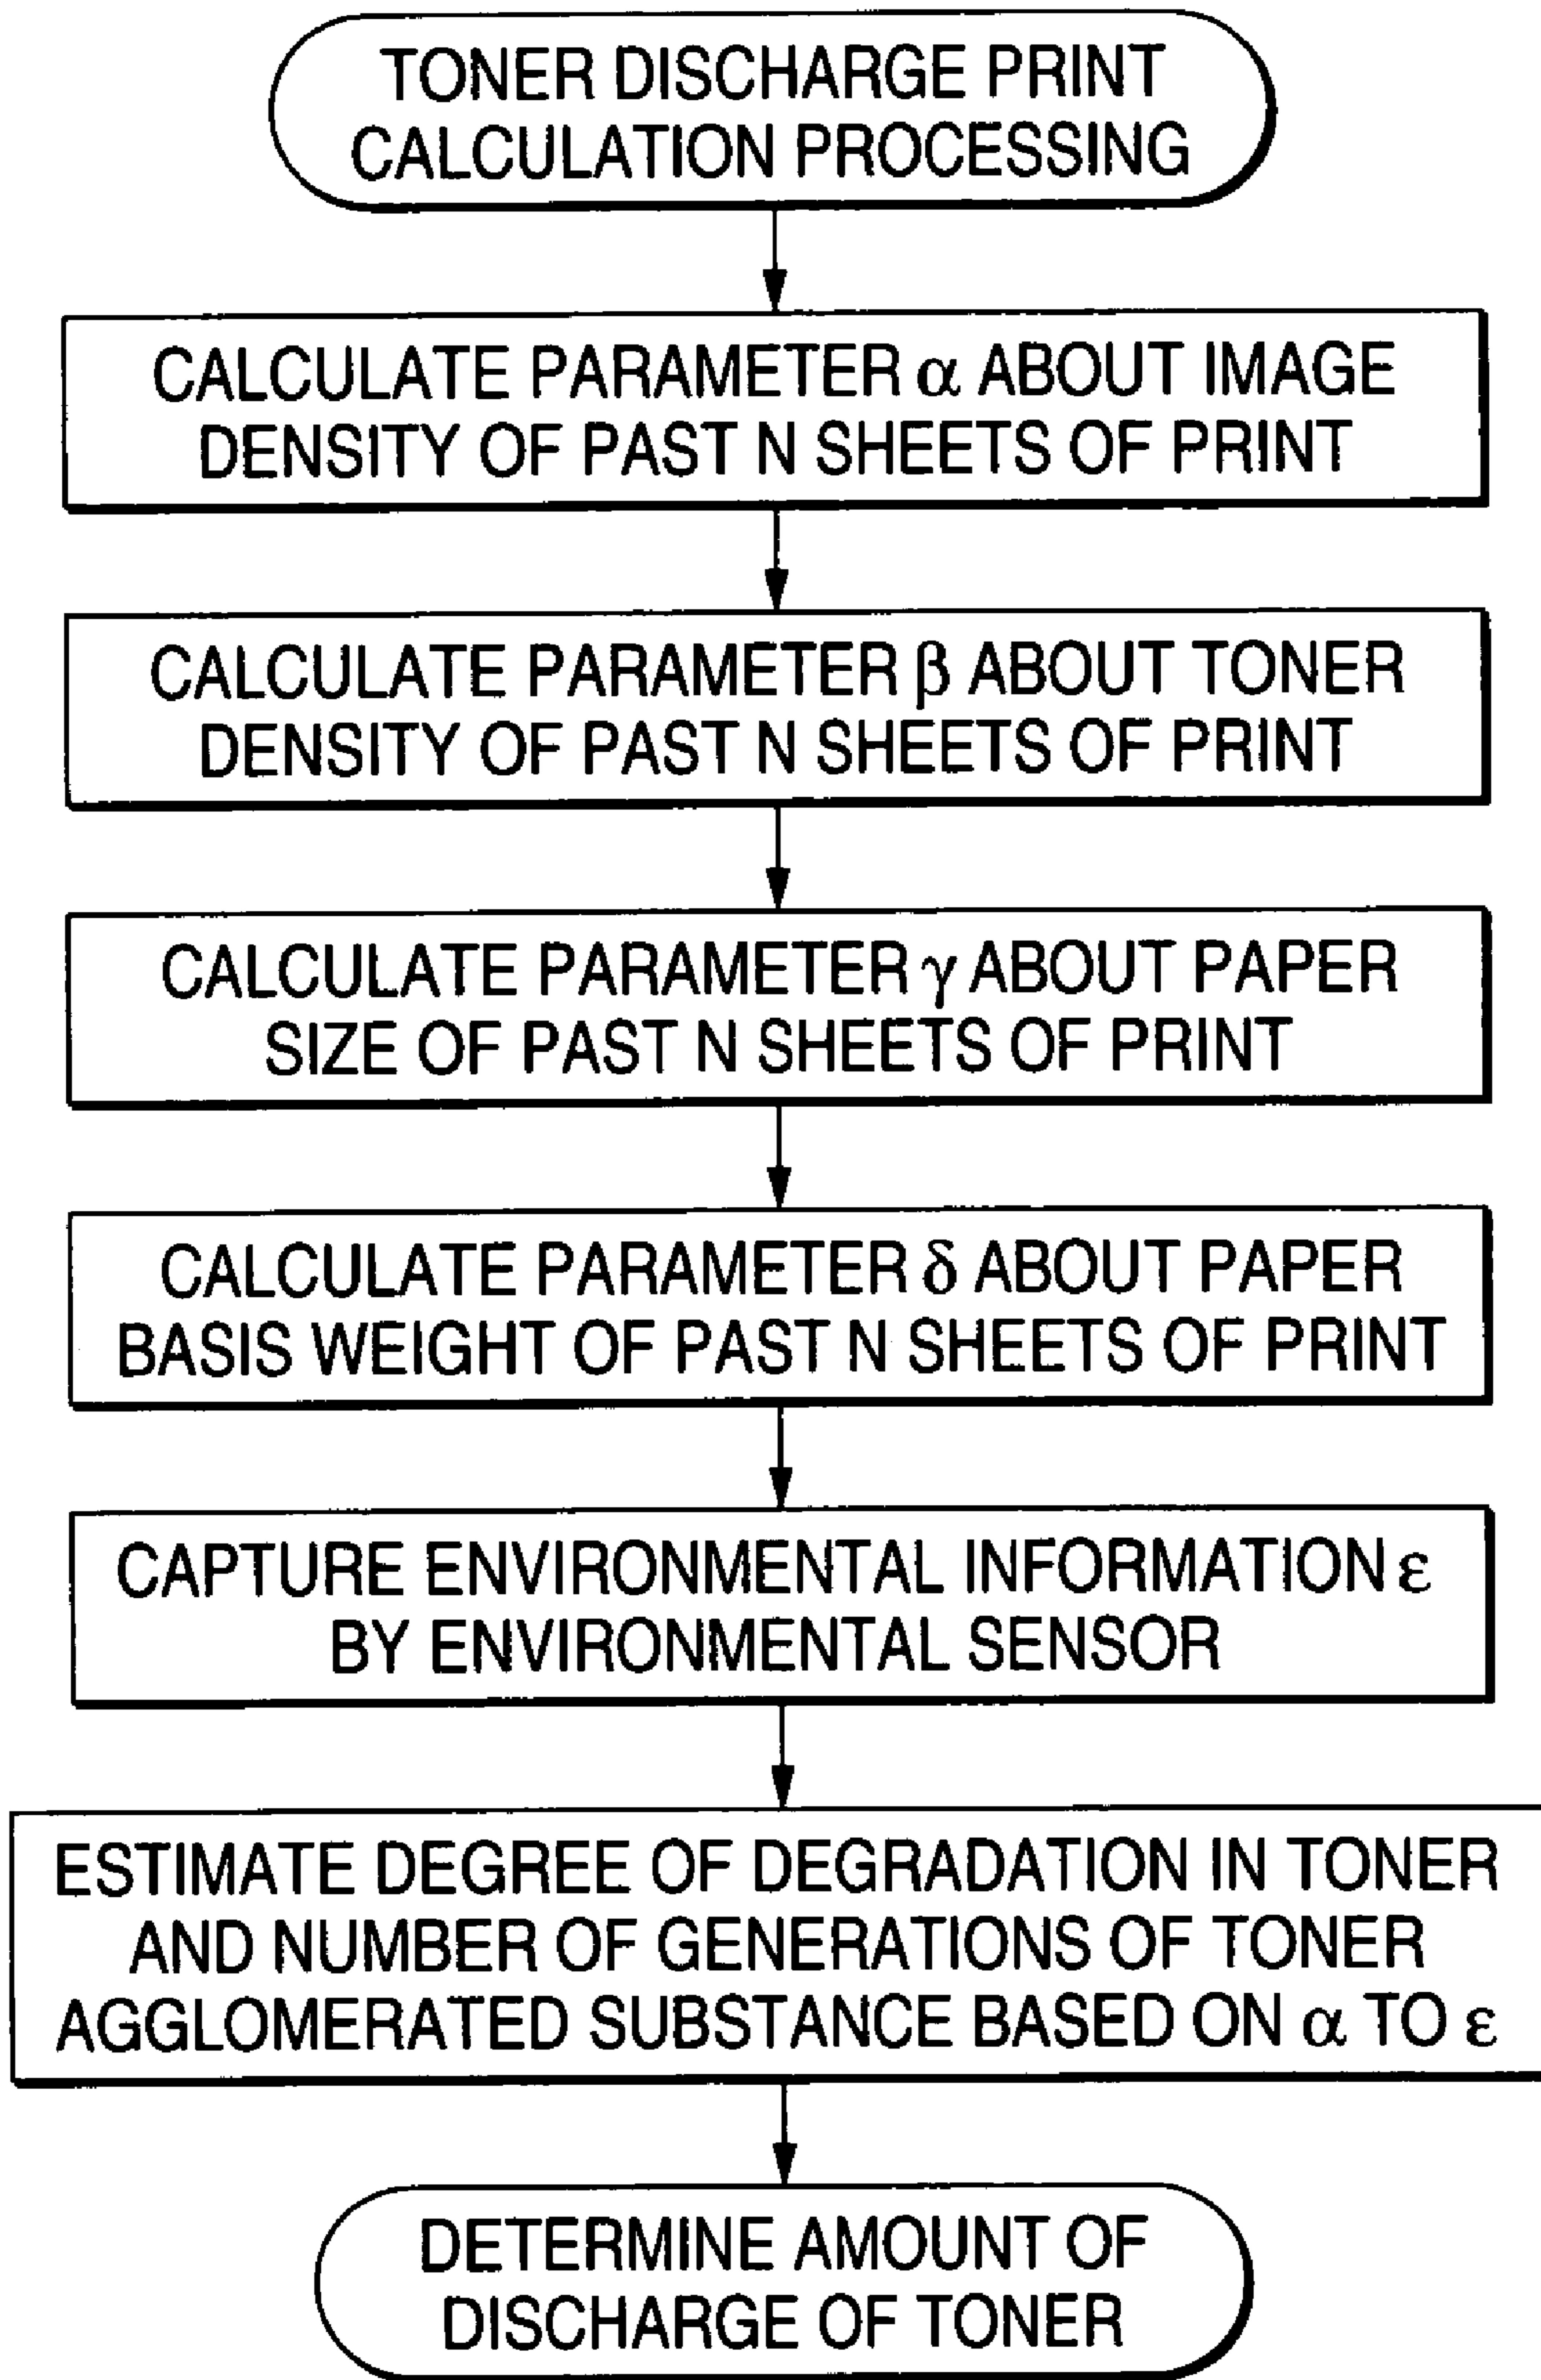 TONER DISCHARGE PRINT
CALCULATION PROCESSING
CALCULATE PARAMETER α ABOUT IMAGE
DENSITY OF PAST N SHEETS OF PRINT
CALCULATE PARAMETER β ABOUT TONER
DENSITY OF PAST N SHEETS OF PRINT
CALCULATE PARAMETER γ ABOUT PAPER
SIZE OF PAST N SHEETS OF PRINT
CALCULATE PARAMETER δ ABOUT PAPER
BASIS WEIGHT OF PAST N SHEETS OF PRINT
CAPTURE ENVIRONMENTAL INFORMATION ε
BY ENVIRONMENTAL SENSOR
ESTIMATE DEGREE OF DEGRADATION IN TONER
AND NUMBER OF GENERATIONS OF TONER
AGGLOMERATED SUBSTANCE BASED ON α TO ε
DETERMINE AMOUNT OF
DISCHARGE OF TONER